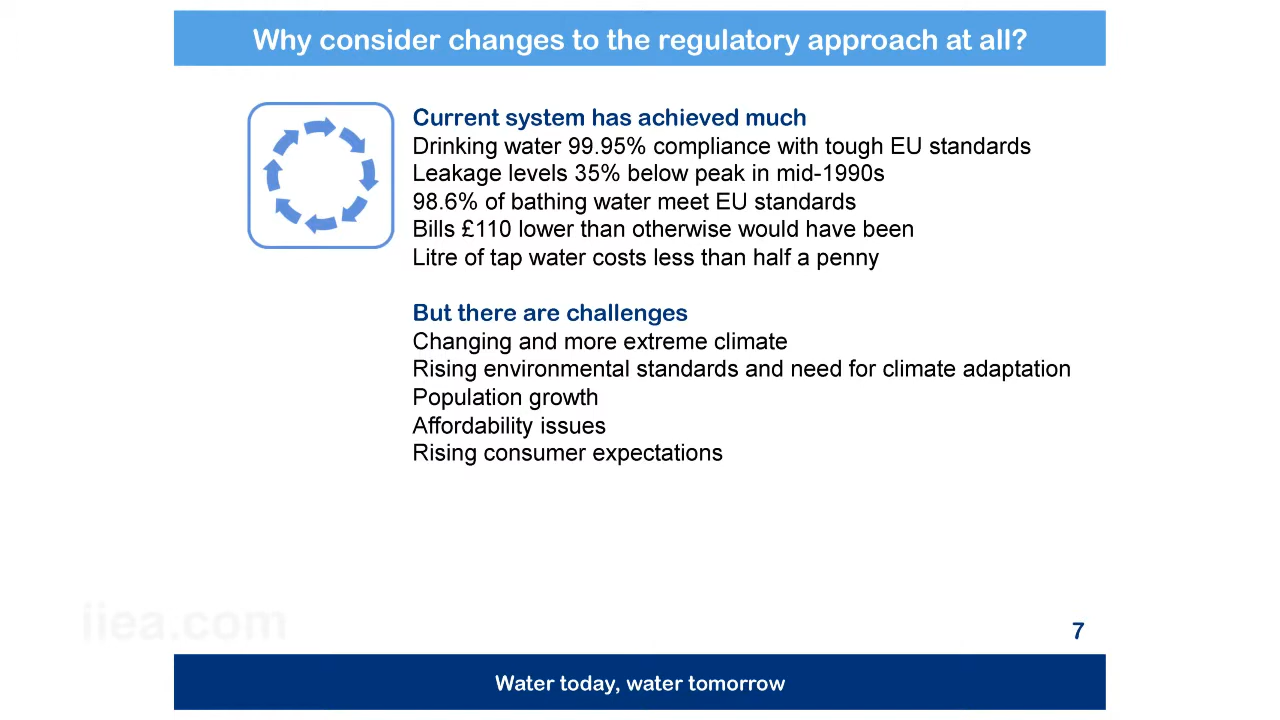 Why consider changes to the regulatory approach at all?
Current system has achieved much
Drinking water 99.95% compliance with tough EU standards
Leakage levels 35% below peak in mid-1990s
98.6% of bathing water meet EU standards
Bills £110 lower than otherwise would have been
Litre of tap water costs less than half a penny
But there are challenges
Changing and more extreme climate
Rising environmental standards and need for climate adaptation
Population growth
Affordability issues
Rising consumer expectations
iiea.com
7
Water today, water tomorrow